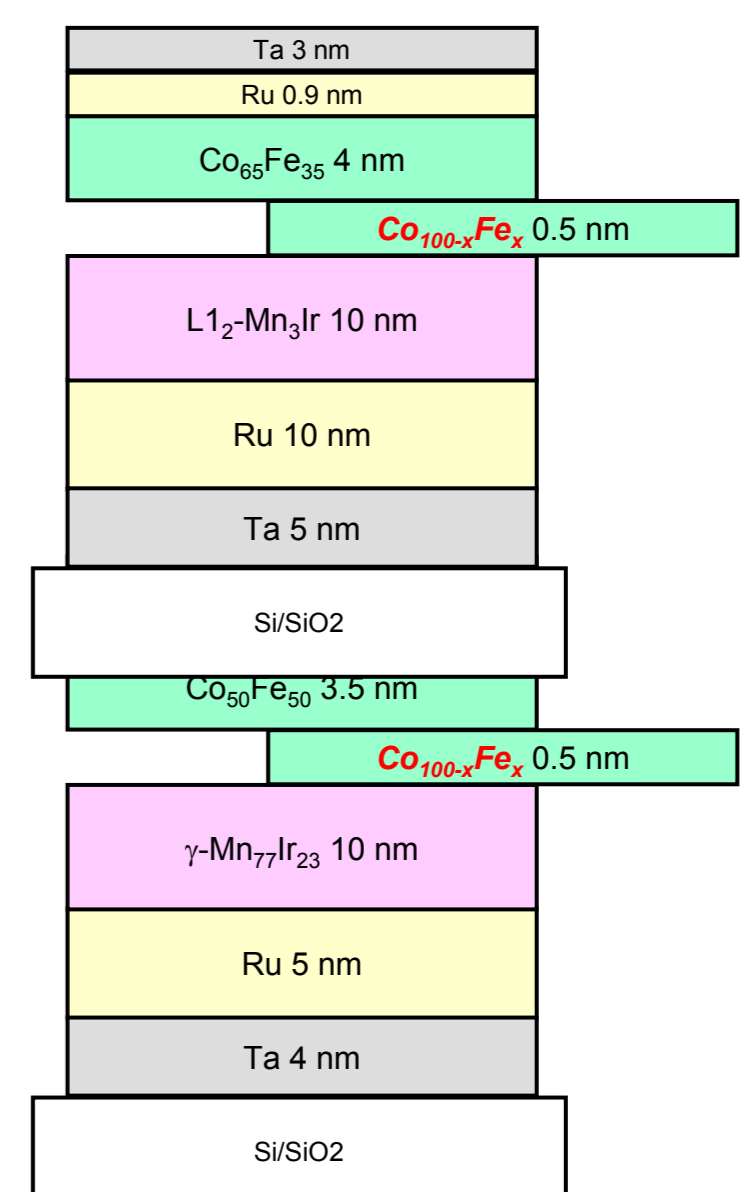 Ta 3 nm
Ru 0.9 nm
Co₆₅Fe₃₅ 4 nm
Co₁₀₀₋ₓFeₓ 0.5 nm
L1₂-Mn₃Ir 10 nm
Ru 10 nm
Ta 5 nm
Si/SiO2
Co₅₀Fe₅₀ 3.5 nm
Co₁₀₀₋ₓFeₓ 0.5 nm
γ-Mn₇₇Ir₂₃ 10 nm
Ru 5 nm
Ta 4 nm
Si/SiO2